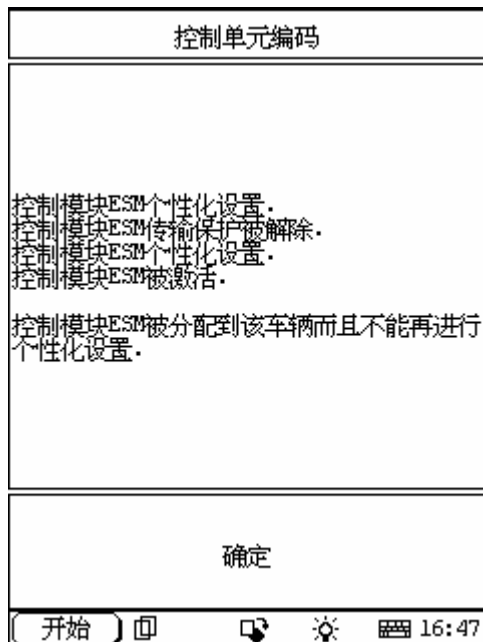 控制单元编码
控制模块ESM个性化设置.
控制模块ESM传输保护被解除.
控制模块ESM个性化设置.
控制模块ESM被激活.
控制模块ESM被分配到该车辆而且不能再进行
个性化设置.
确定
开始 16:47